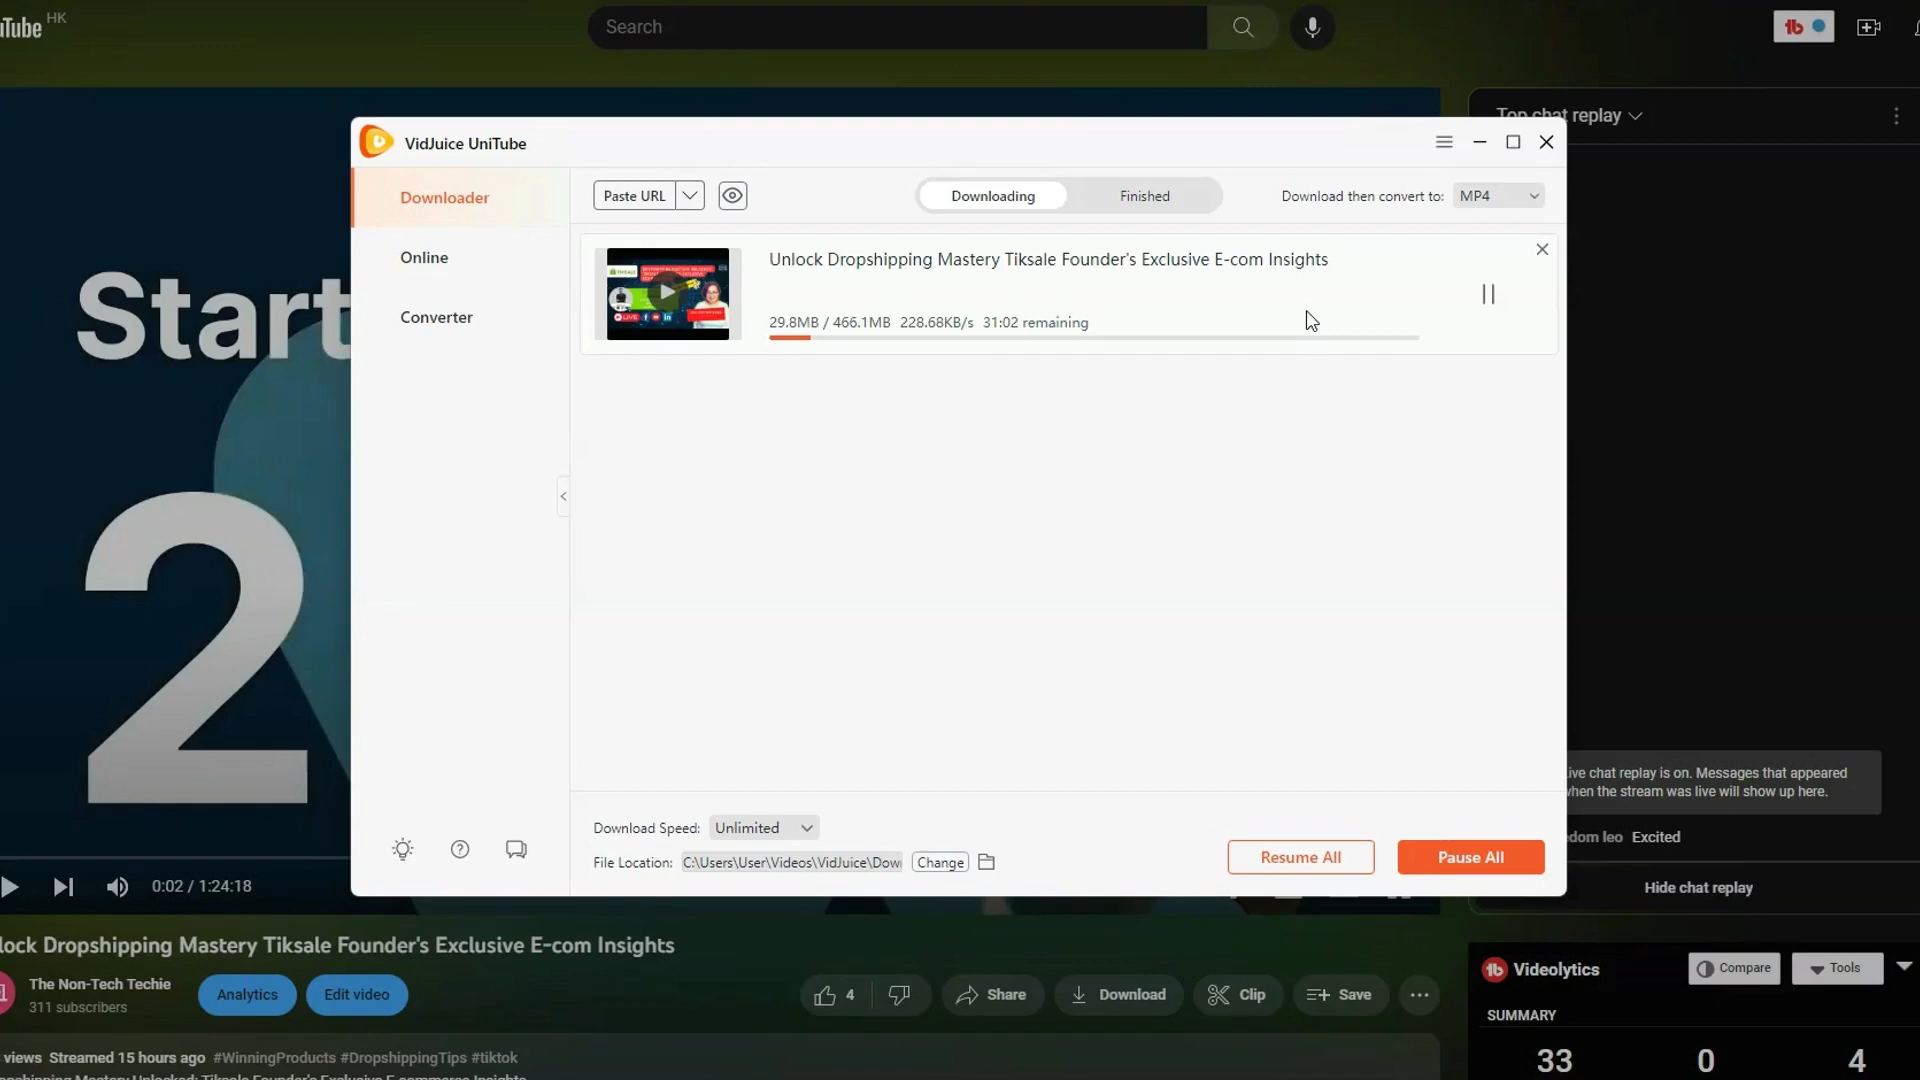 uTube HK
Search
Top chat replay
VidJuice UniTube
Downloader
Online
Converter
Paste URL
Downloading
Finished
Download then convert to: MP4
Unlock Dropshipping Mastery Tiksale Founder's Exclusive E-com Insights
LIVE
29.8MB / 466.1MB 228.68KB/s 31:02 remaining
Start
2
Download Speed: Unlimited
File Location: C:\Users\User\Videos\VidJuice\Dow
Change
Resume All
Pause All
ive chat replay is on. Messages that appeared
when the stream was live will show up here.
dom leo Excited
Hide chat replay
0:02 / 1:24:18
lock Dropshipping Mastery Tiksale Founder's Exclusive E-com Insights
The Non-Tech Techie
311 subscribers
Analytics
Edit video
4
Share
Download
Clip
Save
views Streamed 15 hours ago #WinningProducts #DropshippingTips #tiktok
Videolytics
Compare
Tools
SUMMARY
33
0
4